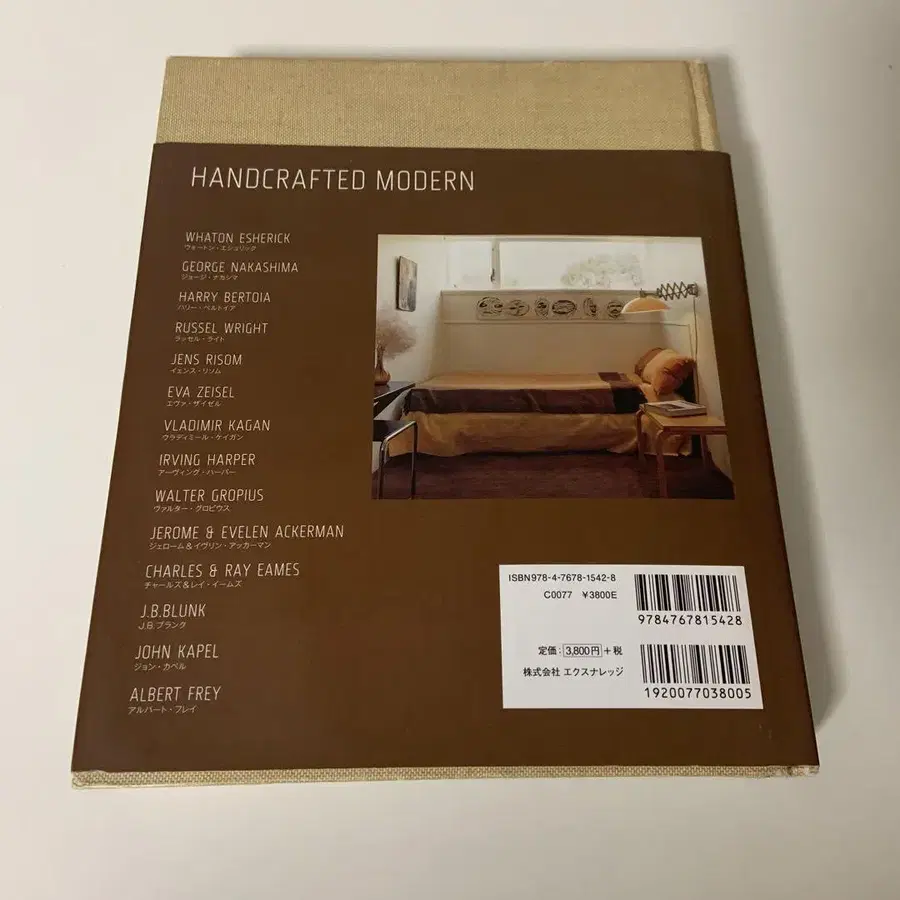 HANDCRAFTED MODERN
WHATON ESHERICK
ウォートン・エシェリック
GEORGE NAKASHIMA
ジョージ・ナカシマ
HARRY BERTOIA
ハリー・ベルトイア
RUSSEL WRIGHT
ラッセル・ライト
JENS RISOM
イェンス・リソム
EVA ZEISEL
エヴァ・ザイゼル
VLADIMIR KAGAN
ウラディミール・ケイガン
IRVING HARPER
アーヴィング・ハーパー
WALTER GROPIUS
ヴァルター・グロピウス
JEROME & EVELEN ACKERMAN
ジェローム&イヴリン・アッカーマン
CHARLES & RAY EAMES
チャールズ&レイ・イームズ
J.B.BLUNK
J.B.ブランク
JOHN KAPEL
ジョン・カペル
ALBERT FREY
アルバート・フレイ
ISBN978-4-7678-1542-8
C0077 ¥3800E
9784767815428
定価:3,800円+税
株式会社 エクスナレッジ
1920077038005